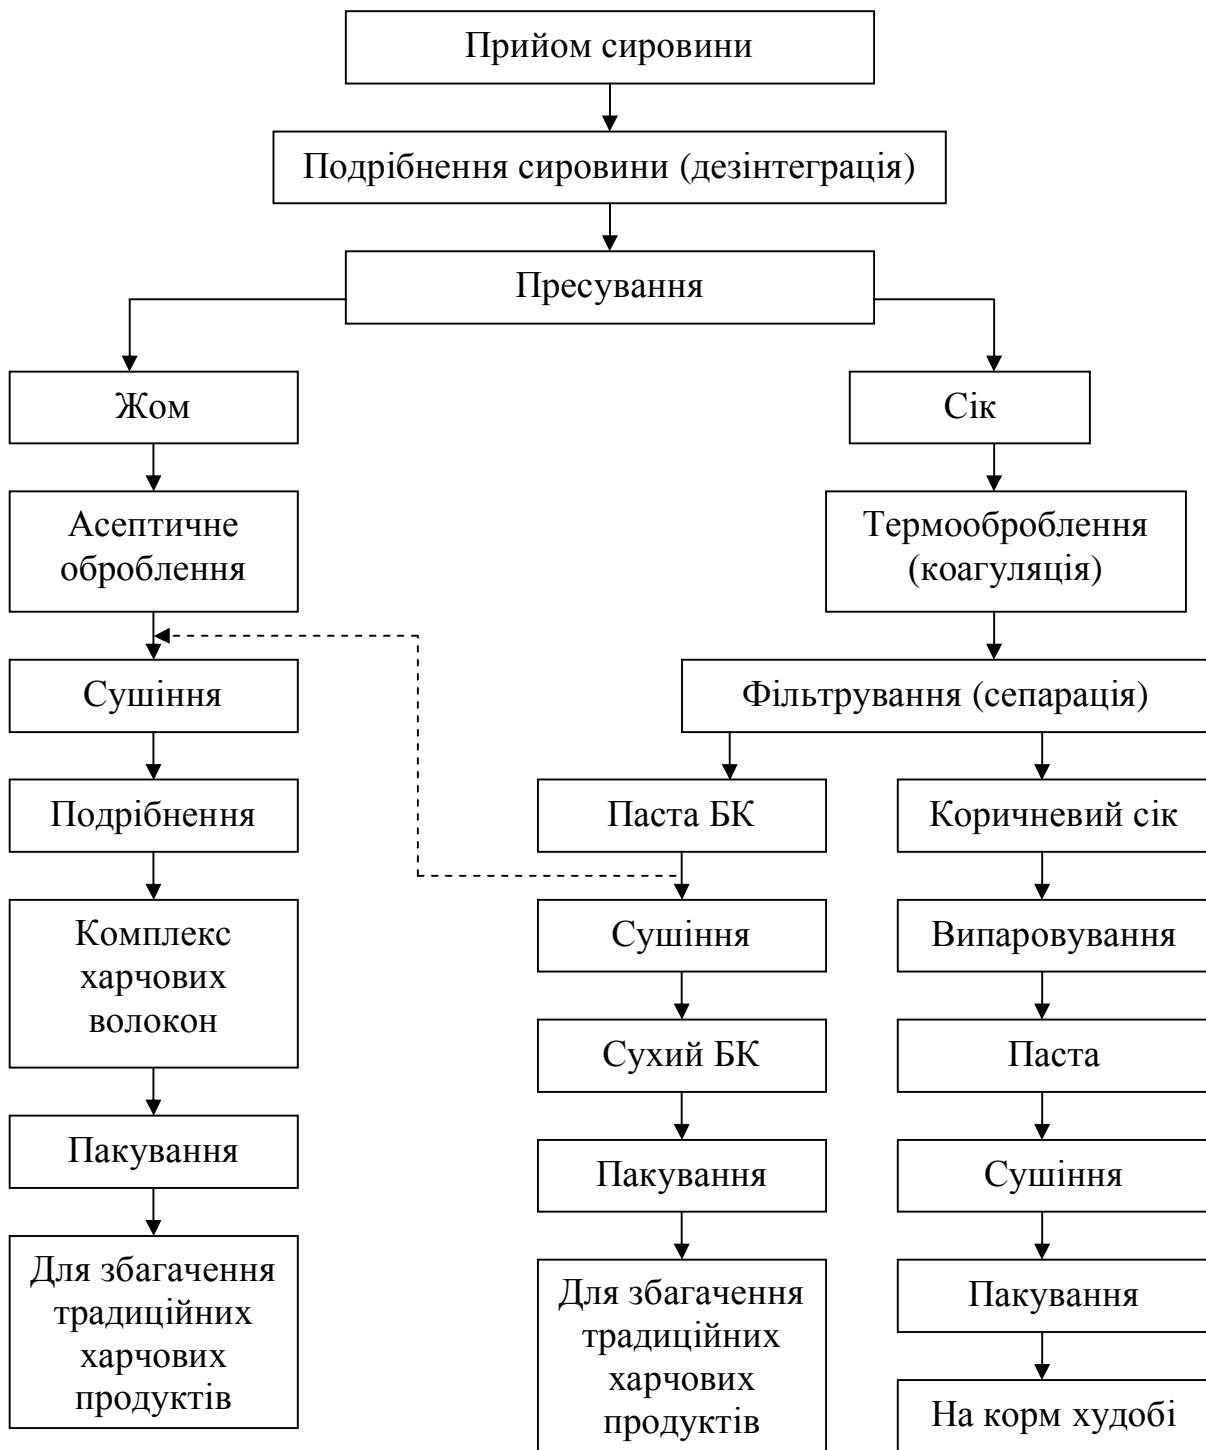 Прийом сировини
Подрібнення сировини (дезінтеграція)
Пресування
Жом
Сік
Асептичне
оброблення
Термооброблення
(коагуляція)
Сушіння
Фільтрування (сепарація)
Подрібнення
Паста БК
Коричневий сік
Комплекс
харчових
волокон
Сушіння
Випаровування
Сухий БК
Паста
Пакування
Пакування
Сушіння
Для збагачення
традиційних
харчових
продуктів
Для збагачення
традиційних
харчових
продуктів
Пакування
На корм худобі